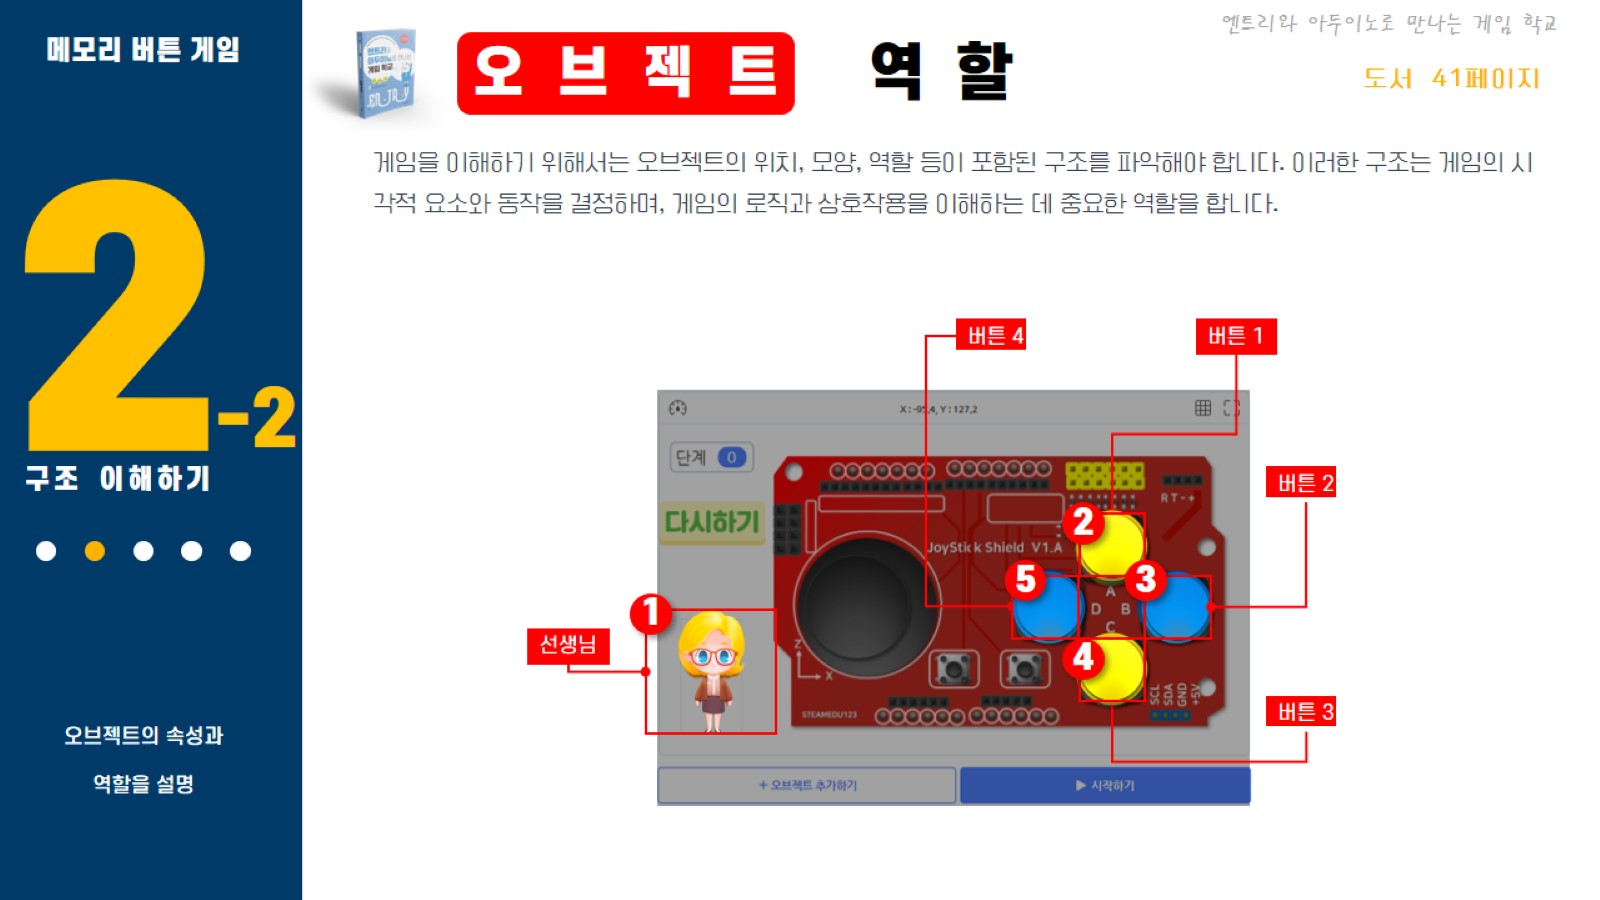 메모리 버튼 게임
2-2
구조 이해하기
오브젝트의 속성과
역할을 설명
오브젝트 역할
엔트리와 아두이노로 만나는 게임 학교
도서 41페이지
게임을 이해하기 위해서는 오브젝트의 위치, 모양, 역할 등이 포함된 구조를 파악해야 합니다. 이러한 구조는 게임의 시
각적 요소와 동작을 결정하며, 게임의 로직과 상호작용을 이해하는 데 중요한 역할을 합니다.
버튼 4
버튼 1
단계 0
다시하기
RT-+
버튼 2
JoyStick Shield V1.A
2
5
3
A
D B
C
1
선생님
4
Z
X
STEAMEDU123
SCL
SDA
GND
+5V
버튼 3
+ 오브젝트 추가하기
▶ 시작하기